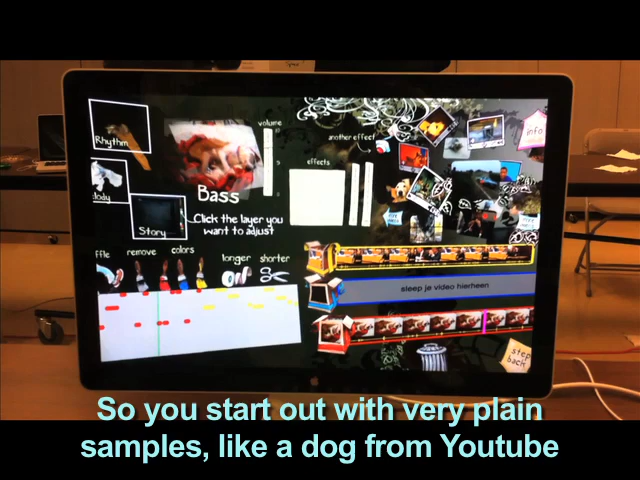 volume
Rhythm
another effect
info
effects
Bass
Click the layer you
want to adjust
Story
remove
colors
longer
shorter
sleep je video hierheen
step
back
So you start out with very plain
samples, like a dog from Youtube